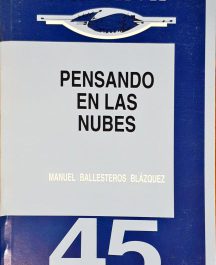 PENSANDO
EN LAS
NUBES
MANUEL BALLESTEROS BLÁZQUEZ
45